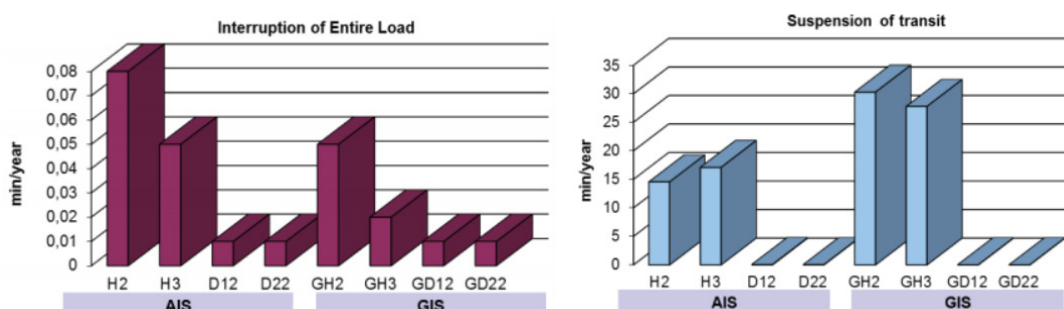 Interruption of Entire Load
min/year
0,08
0,07
0,06
0,05
0,04
0,03
0,02
0,01
0
H2 H3 D12 D22 GH2 GH3 GD12 GD22
AIS GIS
Suspension of transit
min/year
35
30
25
20
15
10
5
0
H2 H3 D12 D22 GH2 GH3 GD12 GD22
AIS GIS